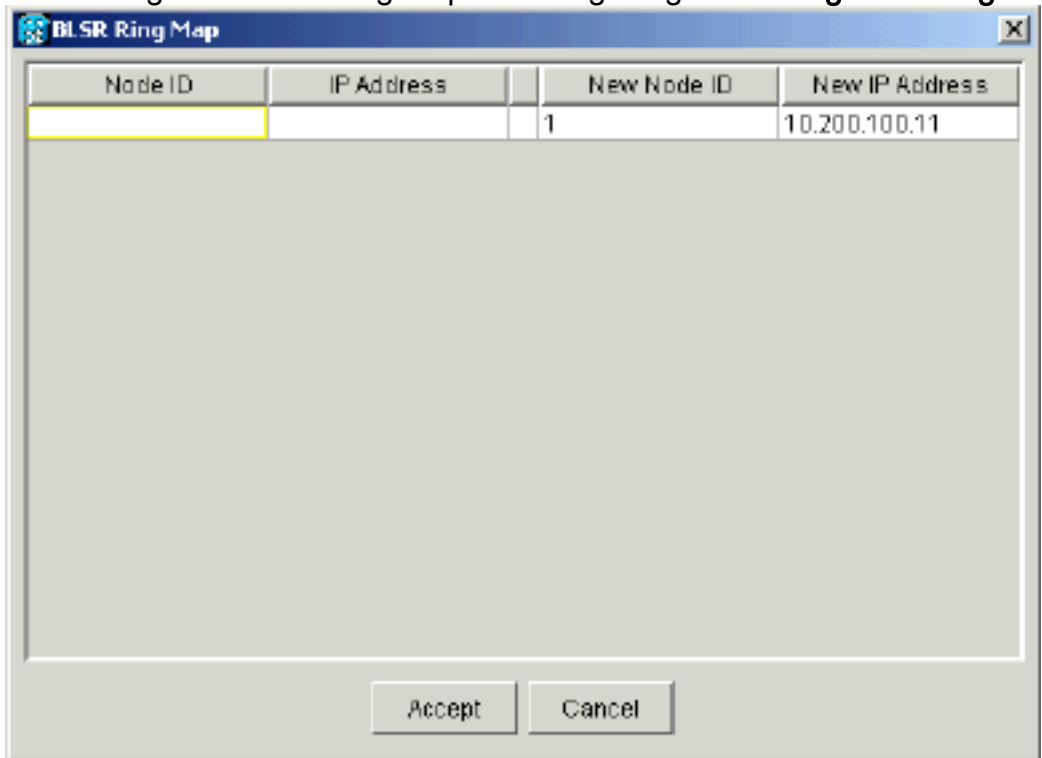 BLSR Ring Map
Node ID IP Address New Node ID New IP Address
1 10.200.100.11
Accept Cancel